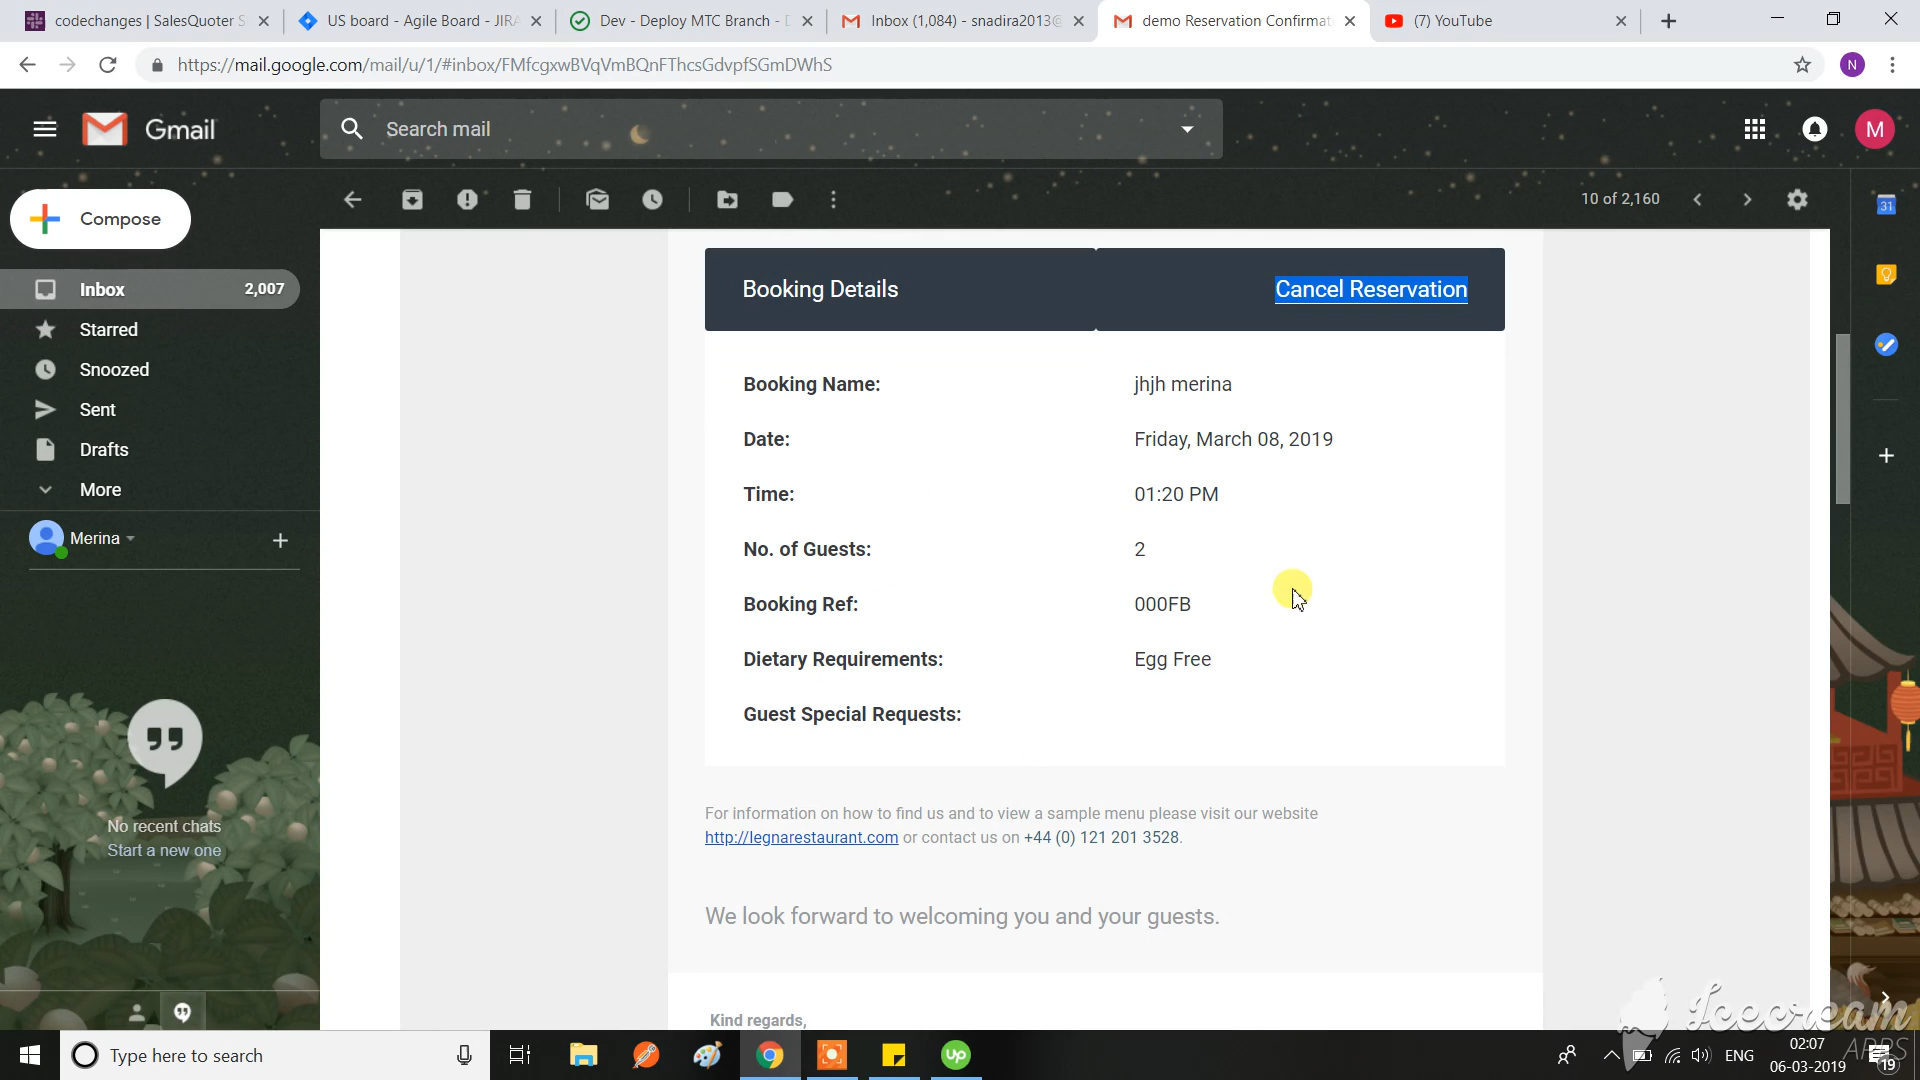 codechanges | SalesQuoter S
US board - Agile Board - JIRA
Dev - Deploy MTC Branch -
Inbox (1,084) - snadira2013@
demo Reservation Confirmat
(7) YouTube
https://mail.google.com/mail/u/1/#inbox/FMfcgxwBVqVmBQnFThcsGdvpfSGmDWhS
N
Gmail
Search mail
M
Compose
10 of 2,160
31
Inbox 2,007
Starred
Snoozed
Sent
Drafts
More
Merina
No recent chats
Start a new one
Booking Details
Cancel Reservation
Booking Name: jhjh merina
Date: Friday, March 08, 2019
Time: 01:20 PM
No. of Guests: 2
Booking Ref: 000FB
Dietary Requirements: Egg Free
Guest Special Requests:
For information on how to find us and to view a sample menu please visit our website
http://legnarestaurant.com or contact us on +44 (0) 121 201 3528.
We look forward to welcoming you and your guests.
Kind regards,
Icecream
APPS
Type here to search
up
ENG
02:07
06-03-2019
19